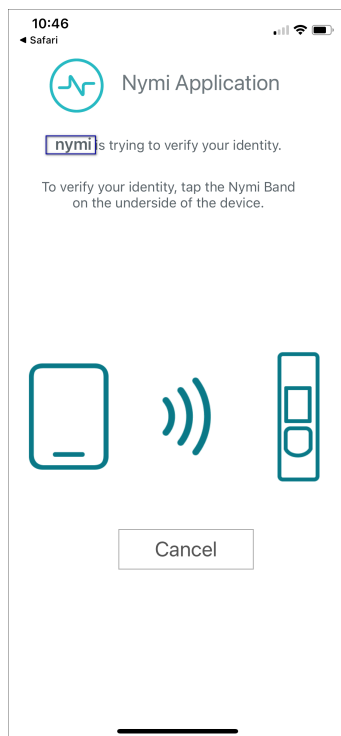 10:46
◀ Safari
Nymi Application
nymi is trying to verify your identity.
To verify your identity, tap the Nymi Band
on the underside of the device.
Cancel